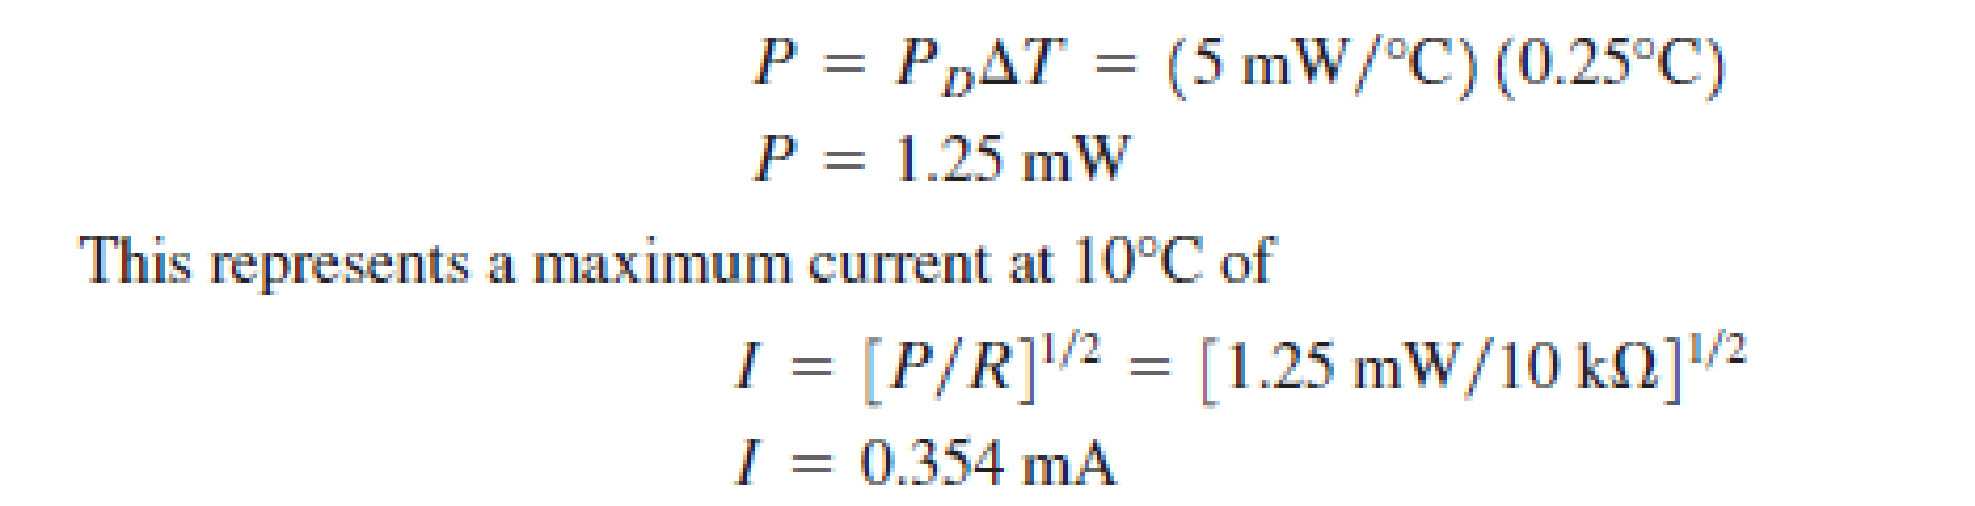 P = P_DΔT = (5 mW/°C) (0.25°C)
P = 1.25 mW
This represents a maximum current at 10°C of
I = [P/R]^1/2 = [1.25 mW/10 kΩ]^1/2
I = 0.354 mA